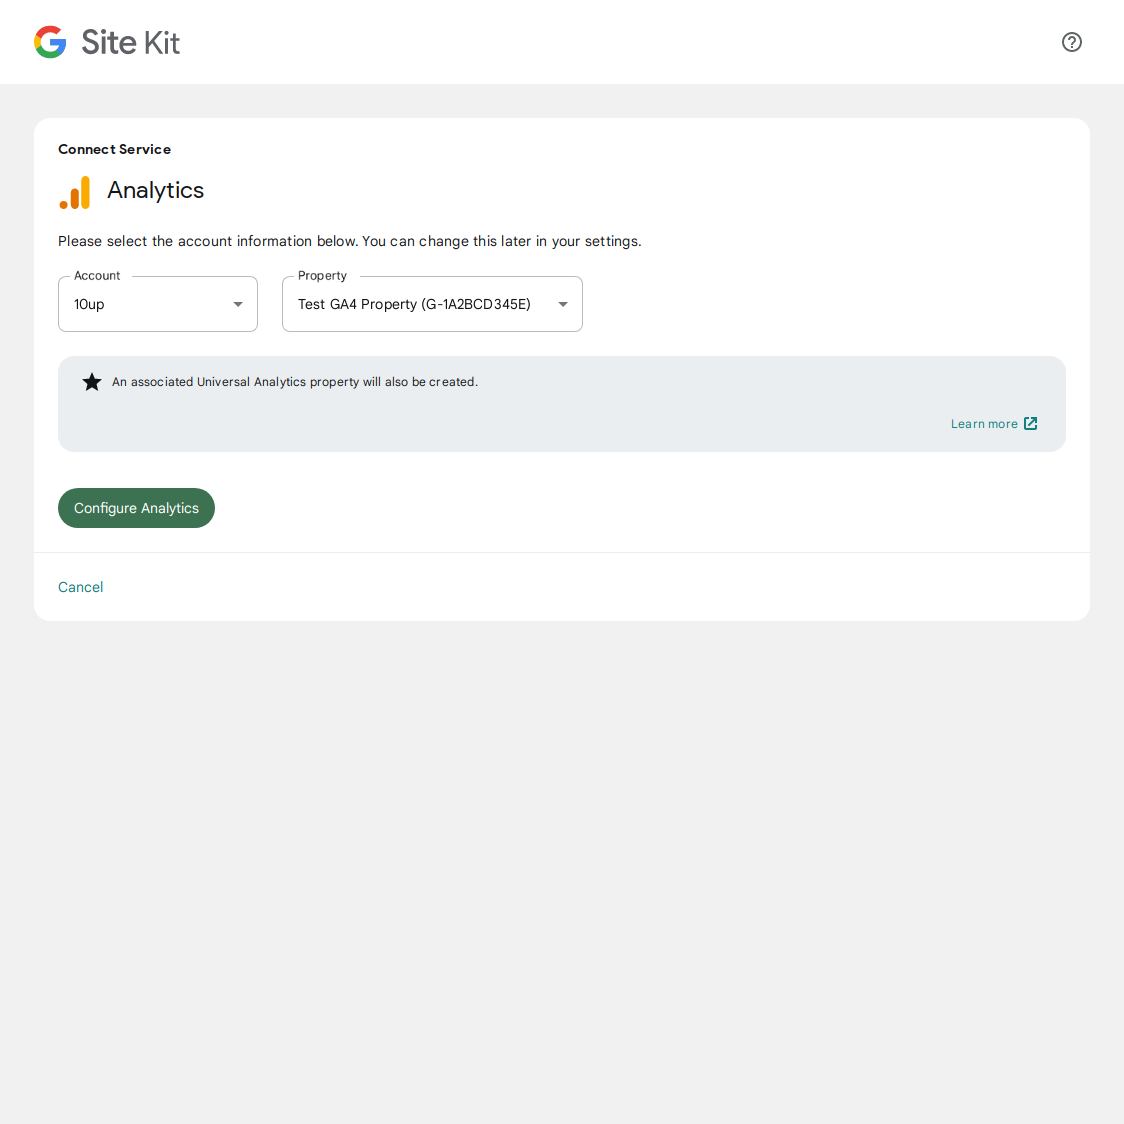 Site Kit
Connect Service
Analytics
Please select the account information below. You can change this later in your settings.
Account
10up
Property
Test GA4 Property (G-1A2BCD345E)
An associated Universal Analytics property will also be created.
Learn more
Configure Analytics
Cancel